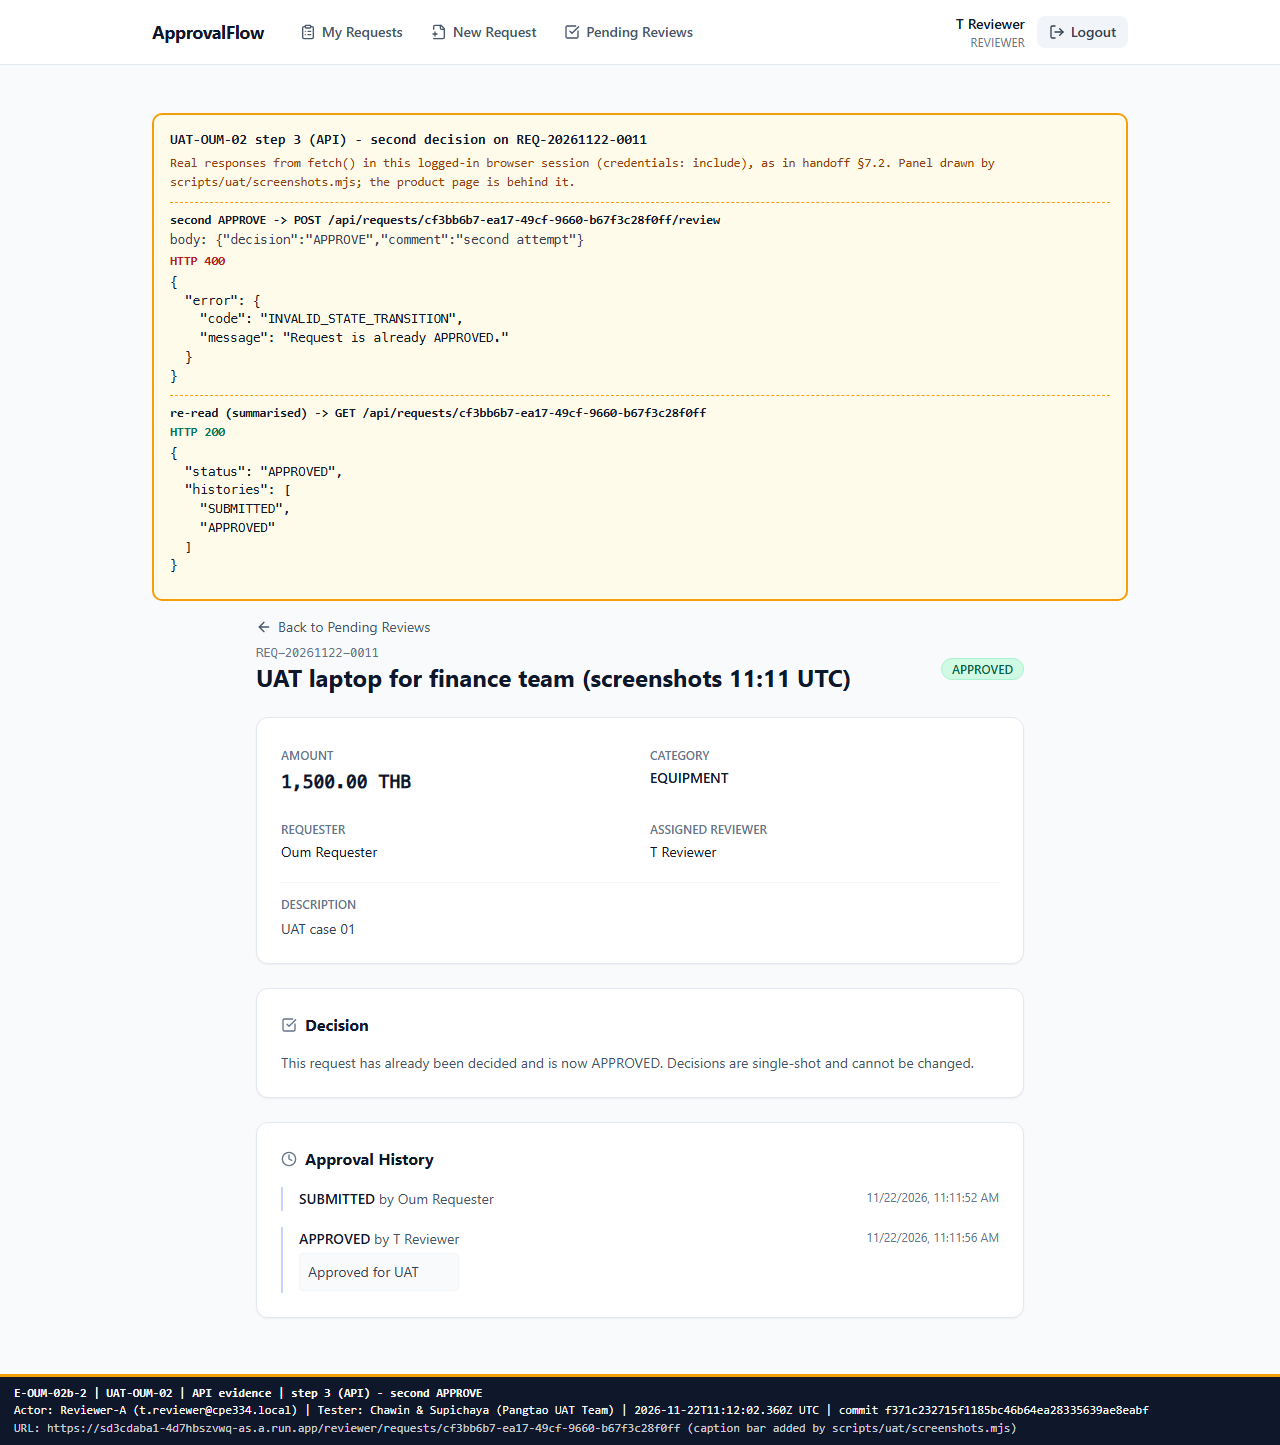 ApprovalFlow
My Requests
New Request
Pending Reviews
T Reviewer
REVIEWER
Logout
UAT-OUM-02 step 3 (API) - second decision on REQ-20261122-0011
Real responses from fetch() in this logged-in browser session (credentials: include), as in handoff §7.2. Panel drawn by
scripts/uat/screenshots.mjs; the product page is behind it.
second APPROVE -> POST /api/requests/cf3bb6b7-ea17-49cf-9660-b67f3c28f0ff/review
body: {"decision":"APPROVE","comment":"second attempt"}
HTTP 400
{
  "error": {
    "code": "INVALID_STATE_TRANSITION",
    "message": "Request is already APPROVED."
  }
}
re-read (summarised) -> GET /api/requests/cf3bb6b7-ea17-49cf-9660-b67f3c28f0ff
HTTP 200
{
  "status": "APPROVED",
  "histories": [
    "SUBMITTED",
    "APPROVED"
  ]
}
Back to Pending Reviews
REQ-20261122-0011
UAT laptop for finance team (screenshots 11:11 UTC)
APPROVED
AMOUNT
1,500.00 THB
CATEGORY
EQUIPMENT
REQUESTER
Oum Requester
ASSIGNED REVIEWER
T Reviewer
DESCRIPTION
UAT case 01
Decision
This request has already been decided and is now APPROVED. Decisions are single-shot and cannot be changed.
Approval History
SUBMITTED by Oum Requester
11/22/2026, 11:11:52 AM
APPROVED by T Reviewer
11/22/2026, 11:11:56 AM
Approved for UAT
E-OUM-02b-2 | UAT-OUM-02 | API evidence | step 3 (API) - second APPROVE
Actor: Reviewer-A (t.reviewer@cpe334.local) | Tester: Chawin & Supichaya (Pangtao UAT Team) | 2026-11-22T11:12:02.360Z UTC | commit f371c232715f1185bc46b64ea28335639ae8eabf
URL: https://sd3cdaba1-4d7hbszvwq-as.a.run.app/reviewer/requests/cf3bb6b7-ea17-49cf-9660-b67f3c28f0ff (caption bar added by scripts/uat/screenshots.mjs)